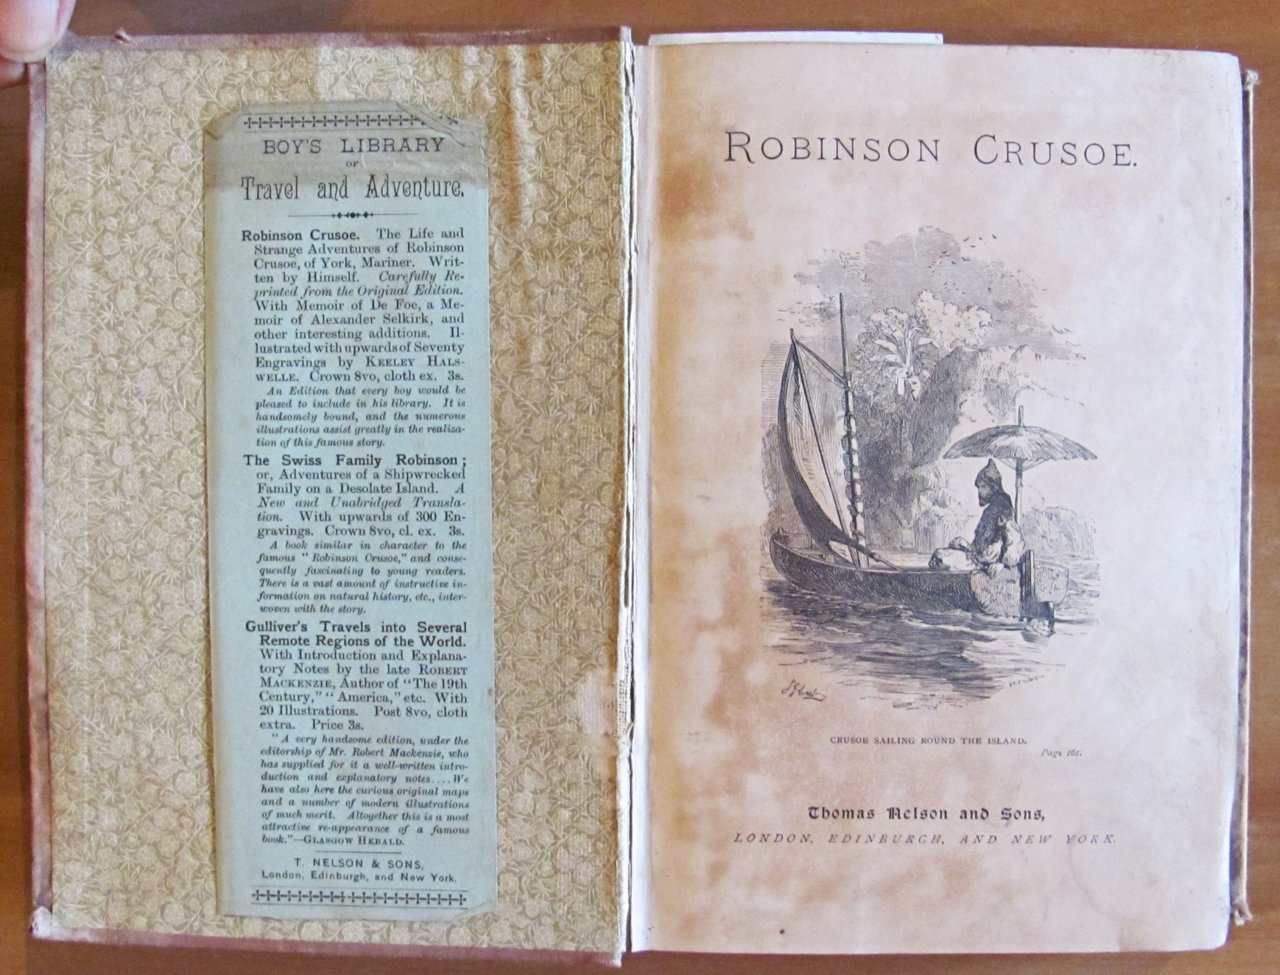 BOY'S LIBRARY
OF
Travel and Adventure.
Robinson Crusoe. The Life and
Strange Adventures of Robinson
Crusoe, of York, Mariner. Writ-
ten by Himself. Carefully Re-
printed from the Original Edition.
With Memoir of De Foe, a Me-
moir of Alexander Selkirk, and
other interesting additions. Il-
lustrated with upwards of Seventy
Engravings by KEELEY HALS-
WELLE. Crown 8vo, cloth ex. 3s.
An Edition that every boy would be
pleased to include in his library. It is
handsomely bound, and the numerous
illustrations assist greatly in the realiza-
tion of this famous story.
The Swiss Family Robinson;
or, Adventures of a Shipwrecked
Family on a Desolate Island. A
New and Unabridged Transla-
tion. With upwards of 300 En-
gravings. Crown 8vo, cl. ex. 3s.
A book similar in character to the
famous "Robinson Crusoe," and conse-
quently fascinating to young readers.
There is a vast amount of instructive in-
formation on natural history, etc., inter-
woven with the story.
Gulliver's Travels into Several
Remote Regions of the World.
With Introduction and Explana-
tory Notes by the late ROBERT
MACKENZIE, Author of "The 19th
Century," "America," etc. With
20 Illustrations. Post 8vo, cloth
extra. Price 3s.
"A very handsome edition, under the
editorship of Mr. Robert Mackenzie, who
has supplied for it a well-written intro-
duction and explanatory notes....We
have also here the curious original maps
and a number of modern illustrations
of much merit. Altogether this is a most
attractive re-appearance of a famous
book."—GLASGOW HERALD.
T. NELSON & SONS,
London, Edinburgh, and New York.
ROBINSON CRUSOE.
CRUSOE SAILING ROUND THE ISLAND.
Page 161.
Thomas Nelson and Sons,
LONDON, EDINBURGH, AND NEW YORK.